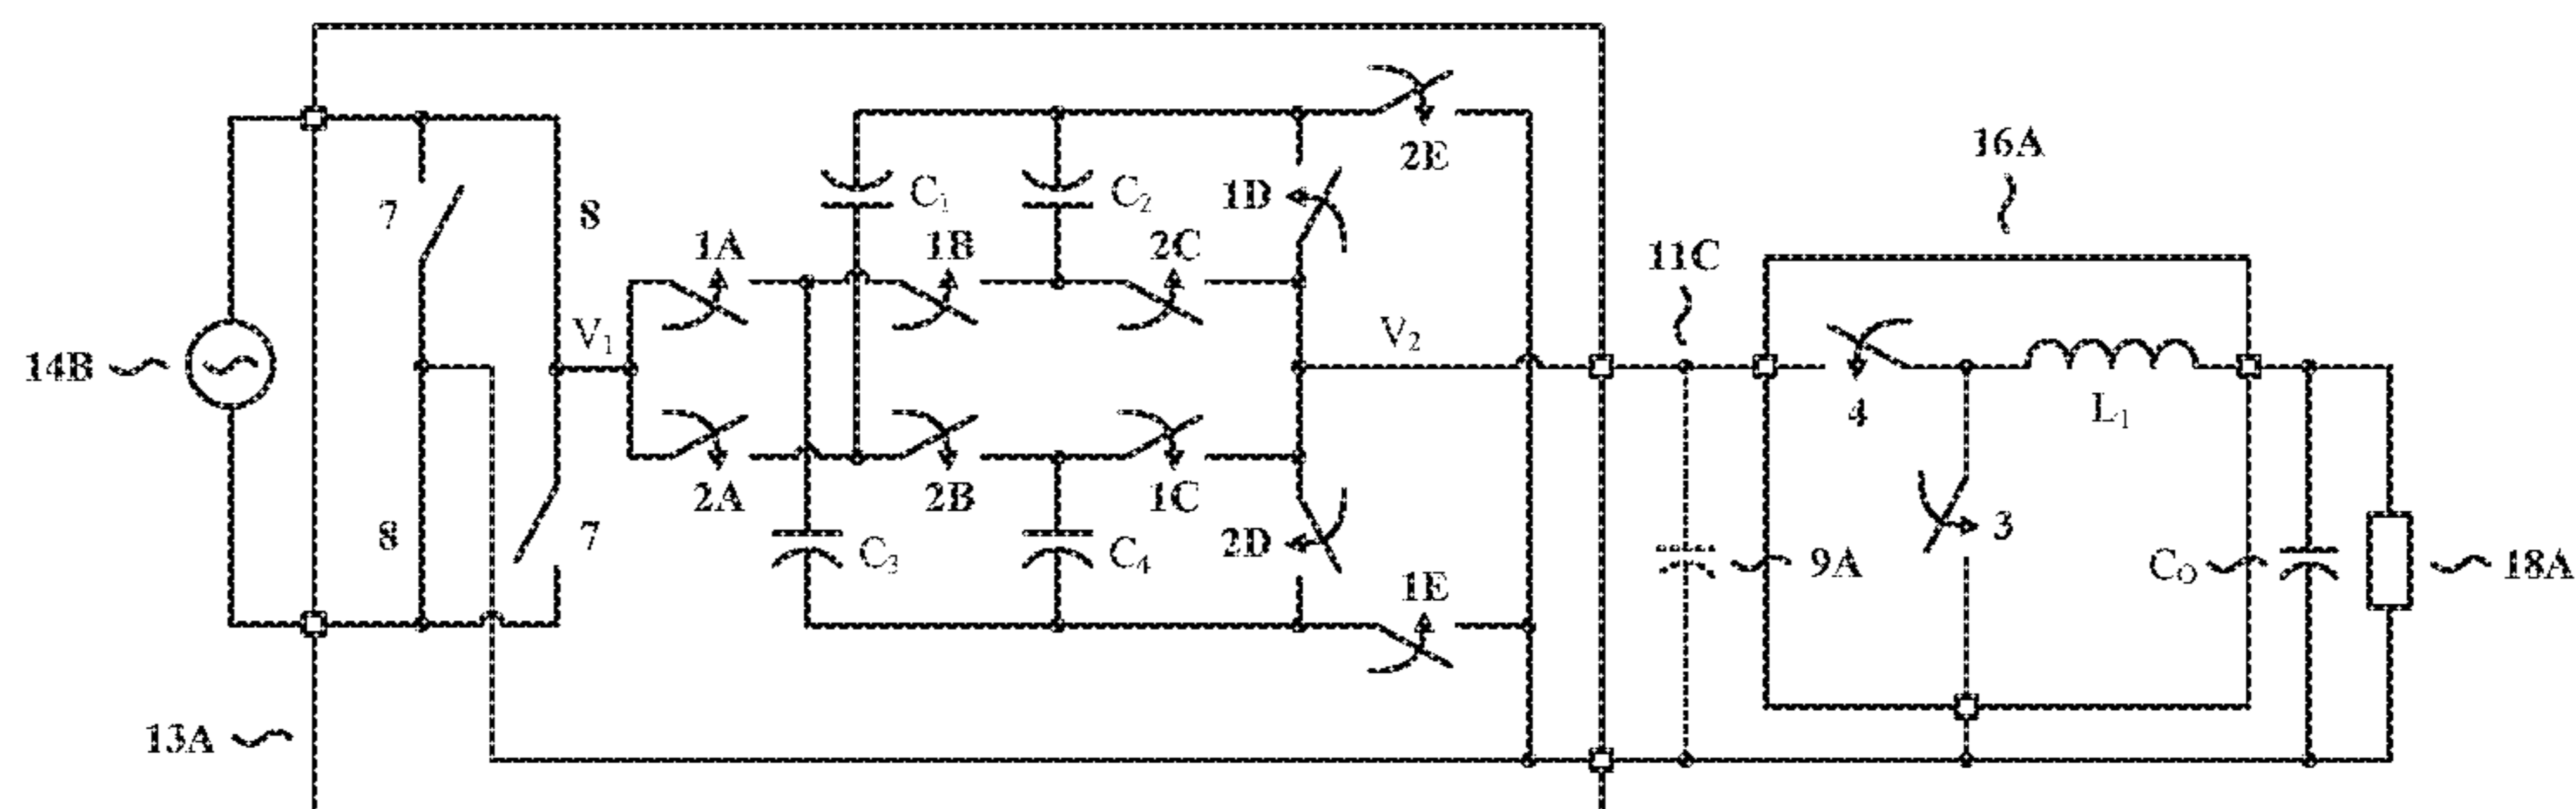 16A
2E
7
8
C₁
C₂
1D
1A
1B
2C
11C
V₁
V₂
14B
4
L₁
2A
2B
1C
8
7
C₃
C₄
2D
3
9A
C_O
18A
1E
13A